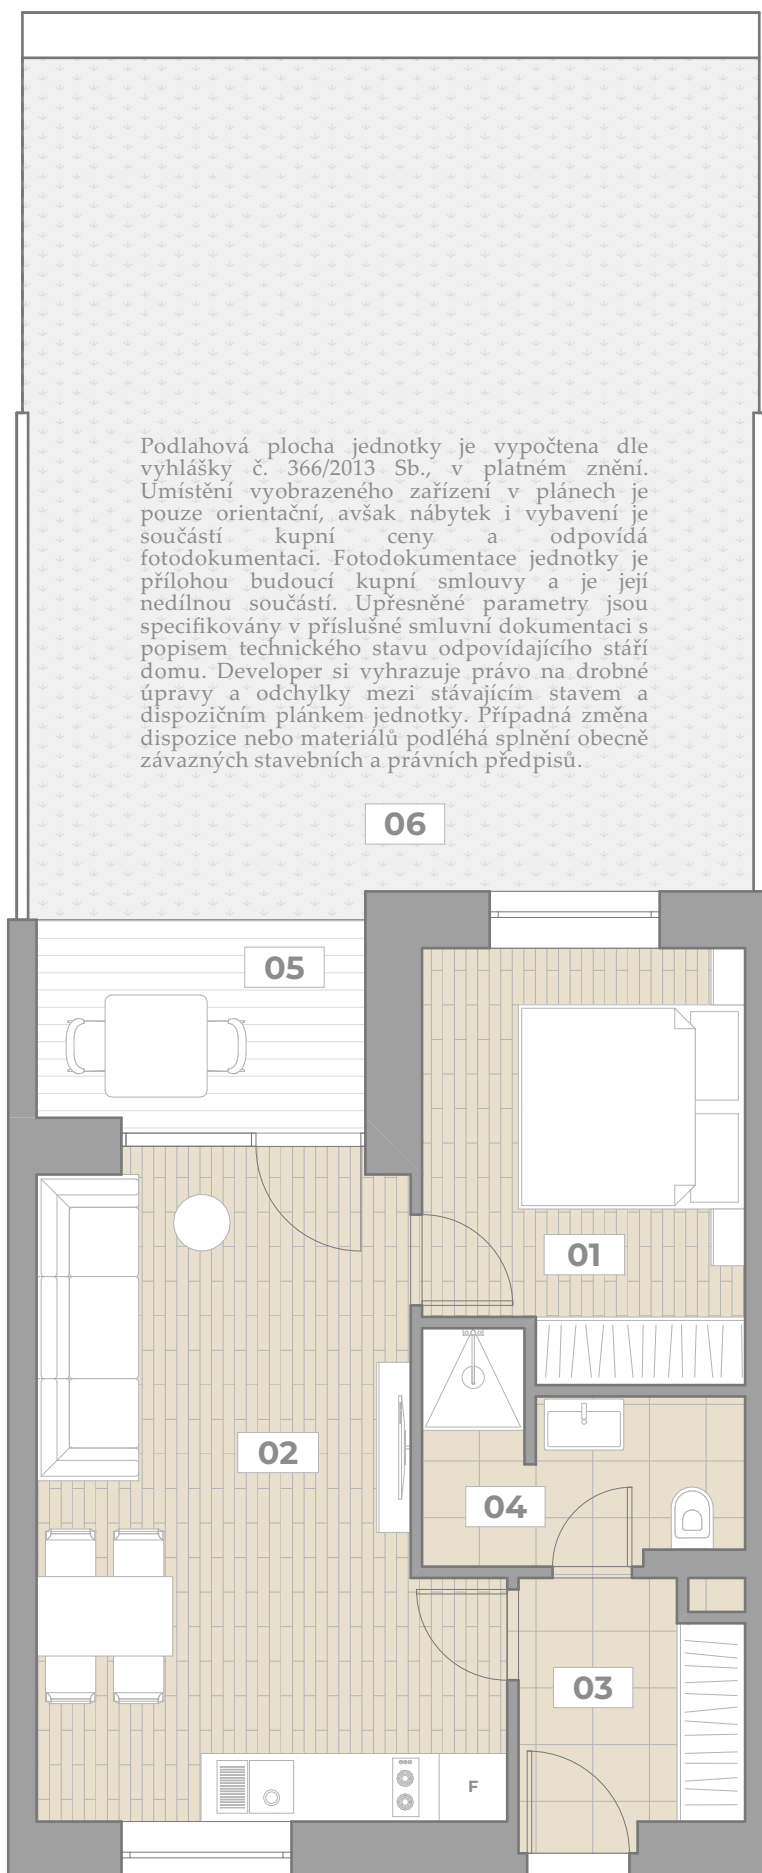 Podlahová plocha jednotky je vypočtena dle
vyhlášky č. 366/2013 Sb., v platném znění.
Umístění vyobrazeného zařízení v plánech je
pouze orientační, avšak nábytek i vybavení je
součástí kupní ceny a odpovídá
fotodokumentaci. Fotodokumentace jednotky je
přílohou budoucí kupní smlouvy a je její
nedílnou součástí. Upřesněné parametry jsou
specifikovány v příslušné smluvní dokumentaci s
popisem technického stavu odpovídajícího stáří
domu. Developer si vyhrazuje právo na drobné
úpravy a odchylky mezi stávajícím stavem a
dispozičním plánkem jednotky. Případná změna
dispozice nebo materiálů podléhá splnění obecně
závazných stavebních a právních předpisů.
06
05
01
02
04
03
F